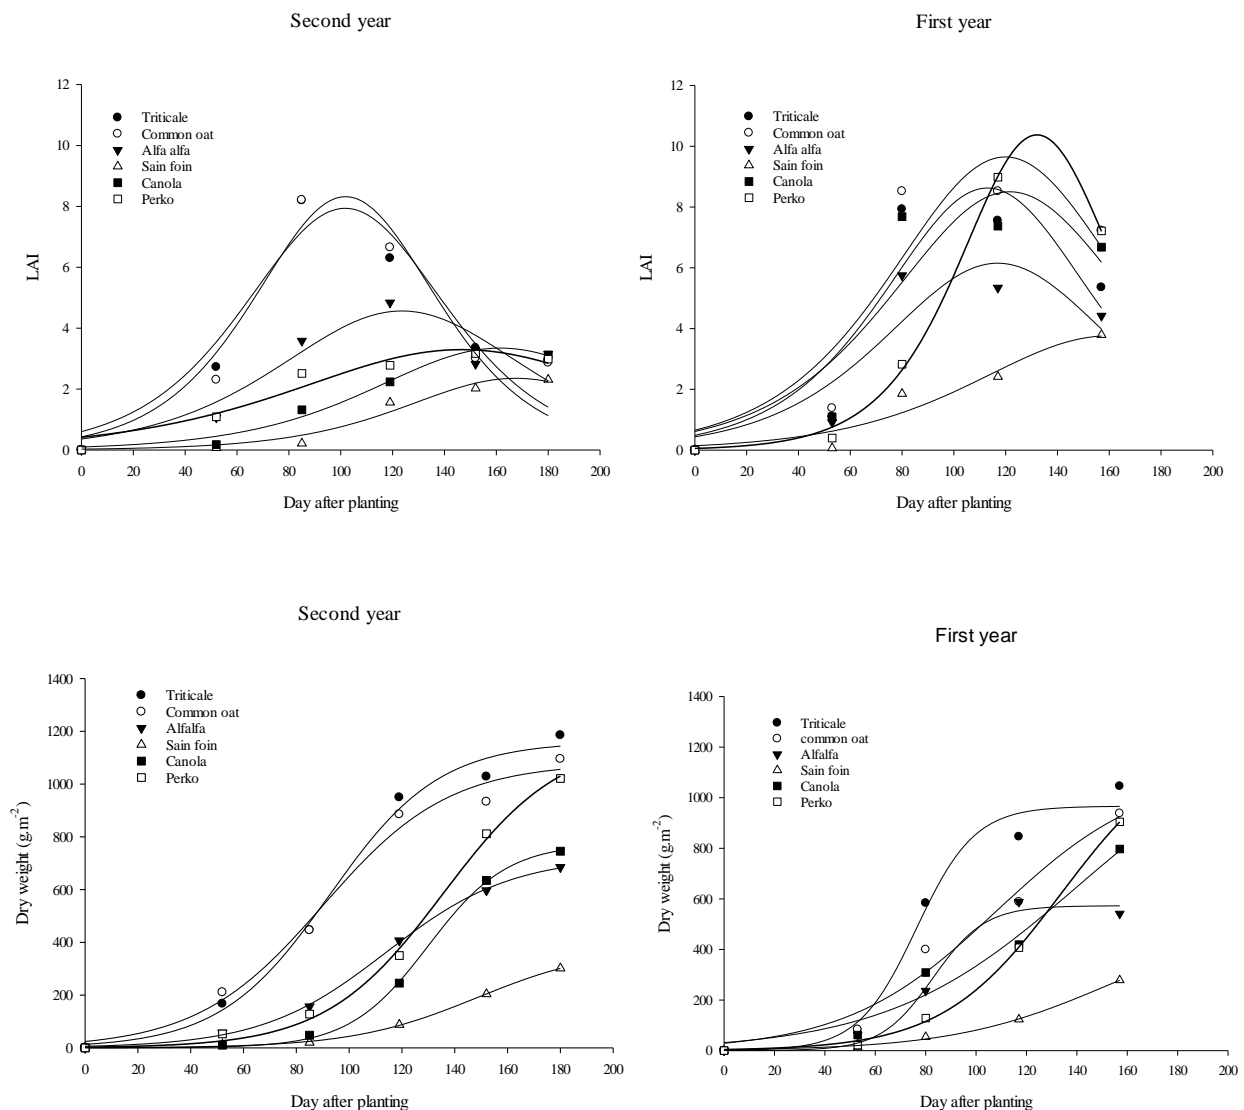 Second year
12
10
8
6
4
2
0
LAI
Triticale
Common oat
Alfa alfa
Sain foin
Canola
Perko
0 20 40 60 80 100 120 140 160 180 200
Day after planting
First year
12
10
8
6
4
2
0
LAI
Triticale
Common oat
Alfa alfa
Sain foin
Canola
Perko
0 20 40 60 80 100 120 140 160 180 200
Day after planting
Second year
1400
1200
1000
800
600
400
200
0
Dry weight (g.m⁻²)
Triticale
Common oat
Alfalfa
Sain foin
Canola
Perko
0 20 40 60 80 100 120 140 160 180 200
Day after planting
First year
1400
1200
1000
800
600
400
200
0
Dry weight (g.m⁻²)
Triticale
common oat
Alfalfa
Sain foin
Canola
Perko
0 20 40 60 80 100 120 140 160 180 200
Day after planting